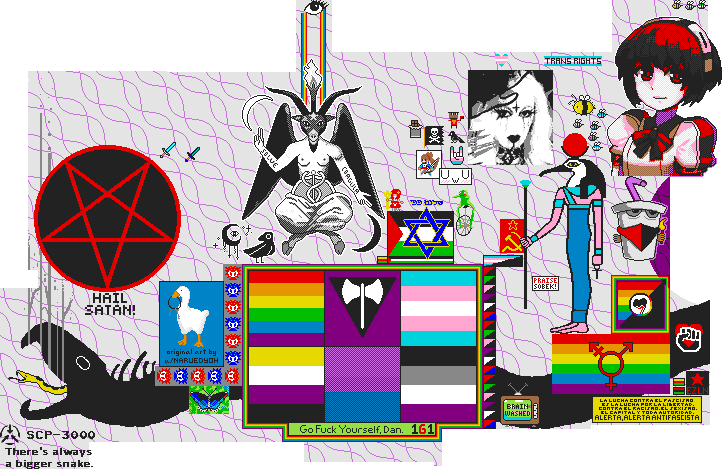 TRANS RIGHTS
SOLVE
COAGULA
HAIL
SATAN!
PRAISE
SOBEK!
original art by
u/NARUEDYOH
EZLN
BRAIN-
WASHED
LA LUCHA CONTRA EL FASCISMO,
ES LA LUCHA POR LA LIBERTAD.
CONTRA EL RACISMO, EL SEXISMO,
EL CAPITAL Y TODA AUTORIDAD.
ALERTA, ALERTA ANTIFASCISTA
Go Fuck Yourself, Dan. 161
SCP-3000
There's always
a bigger snake.